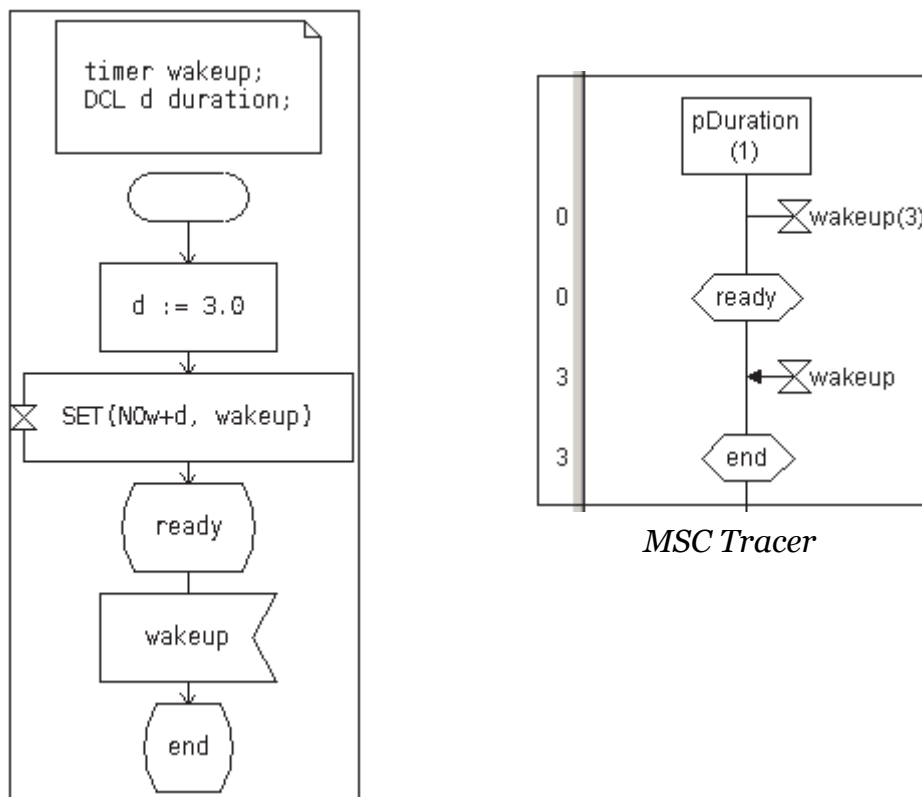 timer wakeup;
DCL d duration;
d := 3.0
SET(NOw+d, wakeup)
ready
wakeup
end
pDuration
(1)
0
wakeup(3)
0
ready
3
wakeup
3
end
MSC Tracer